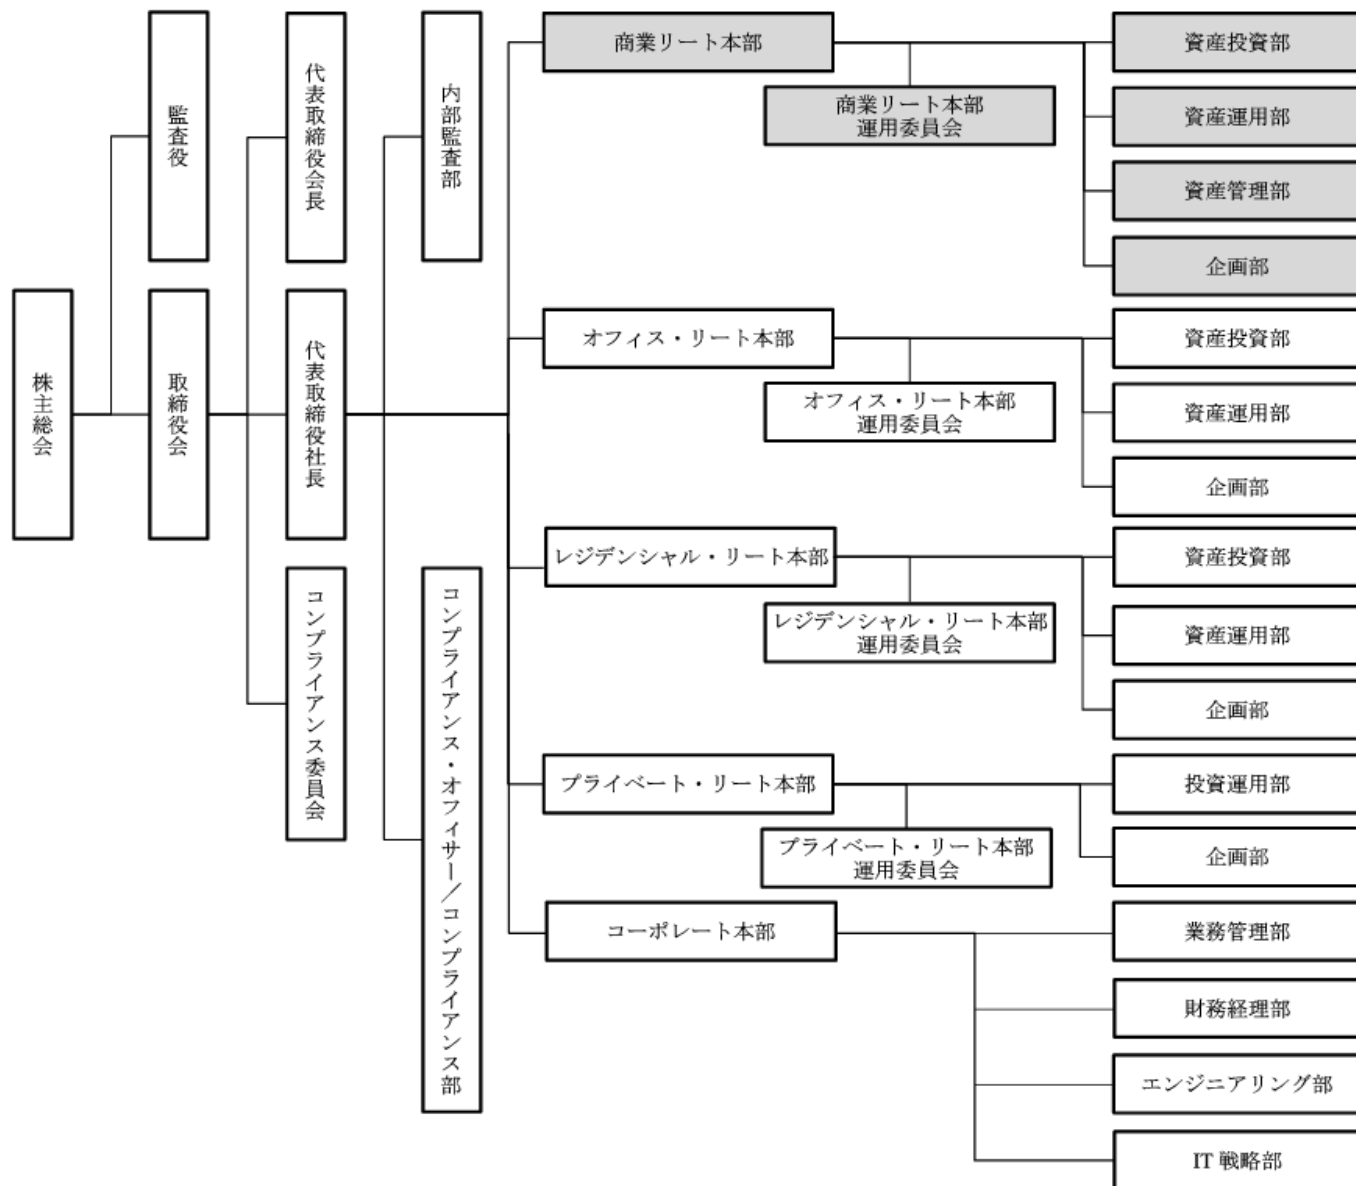 株主総会
監査役
取締役会
代表取締役会長
代表取締役社長
コンプライアンス委員会
内部監査部
コンプライアンス・オフィサー／コンプライアンス部
商業リート本部
商業リート本部
運用委員会
資産投資部
資産運用部
資産管理部
企画部
オフィス・リート本部
オフィス・リート本部
運用委員会
資産投資部
資産運用部
企画部
レジデンシャル・リート本部
レジデンシャル・リート本部
運用委員会
資産投資部
資産運用部
企画部
プライベート・リート本部
プライベート・リート本部
運用委員会
投資運用部
企画部
コーポレート本部
業務管理部
財務経理部
エンジニアリング部
IT 戦略部